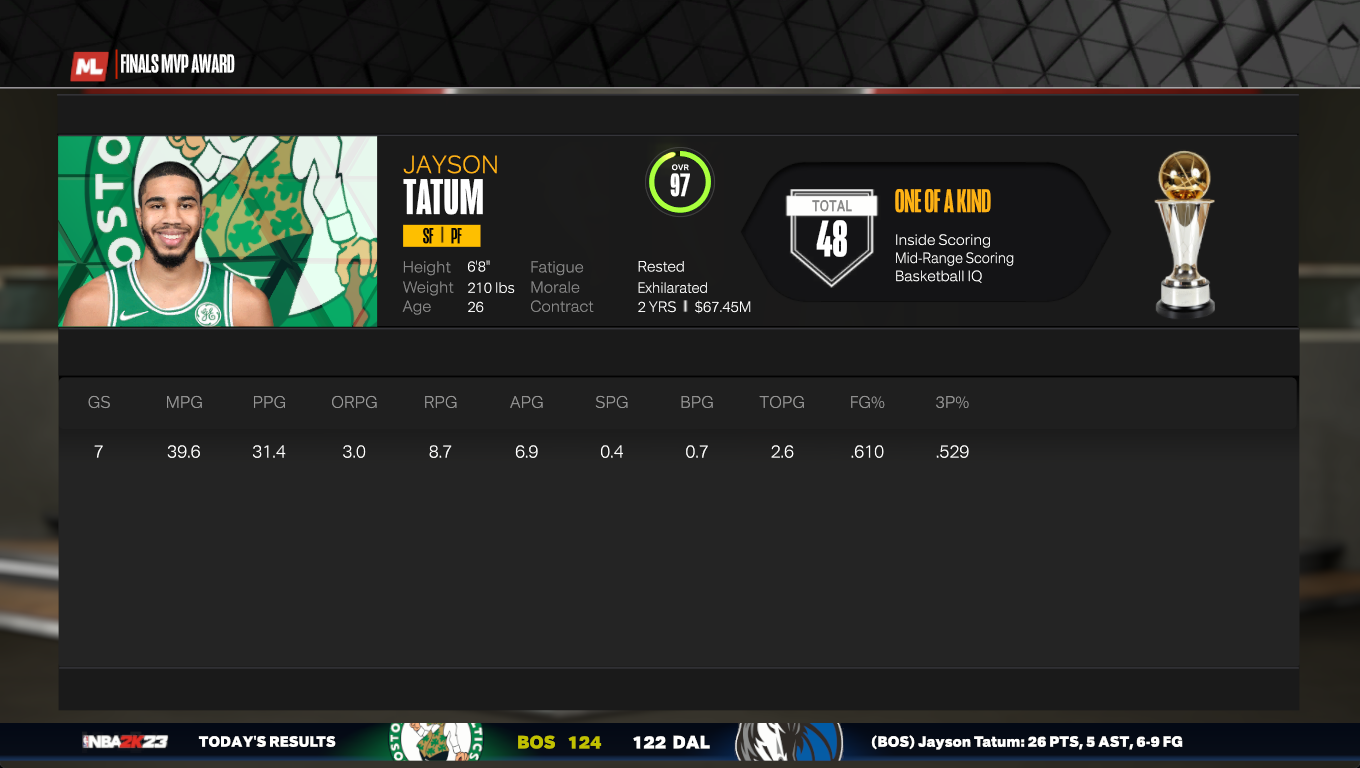 ML FINALS MVP AWARD
JAYSON
TATUM
SF | PF
Height 6'8" Fatigue Rested
Weight 210 lbs Morale Exhilarated
Age 26 Contract 2 YRS | $67.45M
OVR
97
TOTAL
48
ONE OF A KIND
Inside Scoring
Mid-Range Scoring
Basketball IQ
GS MPG PPG ORPG RPG APG SPG BPG TOPG FG% 3P%
7 39.6 31.4 3.0 8.7 6.9 0.4 0.7 2.6 .610 .529
NBA2K23 TODAY'S RESULTS BOS 124 122 DAL (BOS) Jayson Tatum: 26 PTS, 5 AST, 6-9 FG